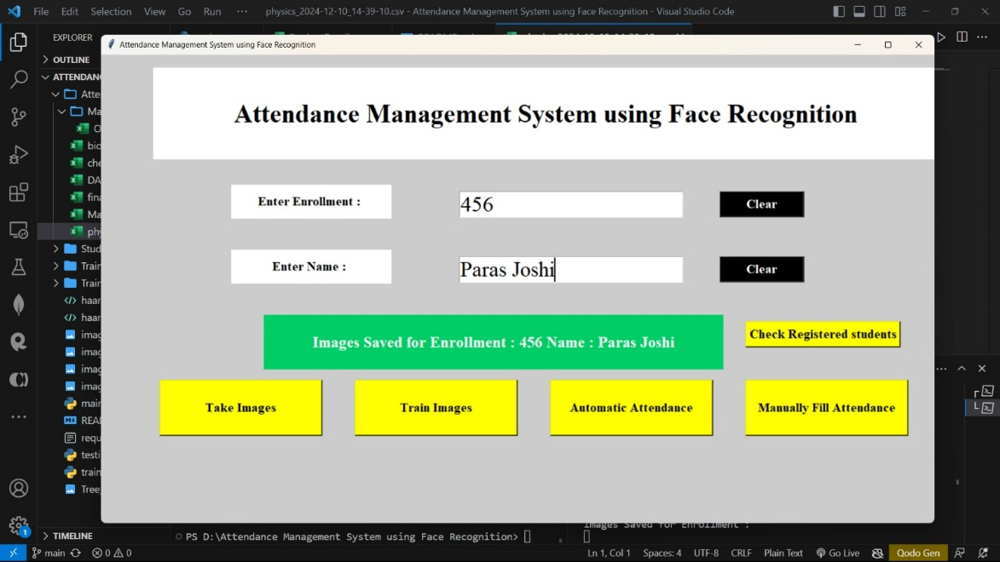 File Edit Selection View Go Run ··· physics_2024-12-10_14-39-10.csv - Attendance Management System using Face Recognition - Visual Studio Code
EXPLORER
OUTLINE
ATTENDAN
Attendance Management System using Face Recognition
Attendance Management System using Face Recognition
Enter Enrollment :
456
Clear
Enter Name :
Paras Joshi
Clear
Images Saved for Enrollment : 456 Name : Paras Joshi
Check Registered students
Take Images
Train Images
Automatic Attendance
Manually Fill Attendance
Atte
Ma
O
bio
che
DA
fina
Ma
phy
Stud
Train
Train
haar
haar
imag
imag
imag
imag
main
REA
requ
testi
train
Tree
TIMELINE
Images Saved for Enrollment :
PS D:\Attendance Management System using Face Recognition>
1
main 0 0
Ln 1, Col 1 Spaces: 4 UTF-8 CRLF Plain Text Go Live Qodo Gen